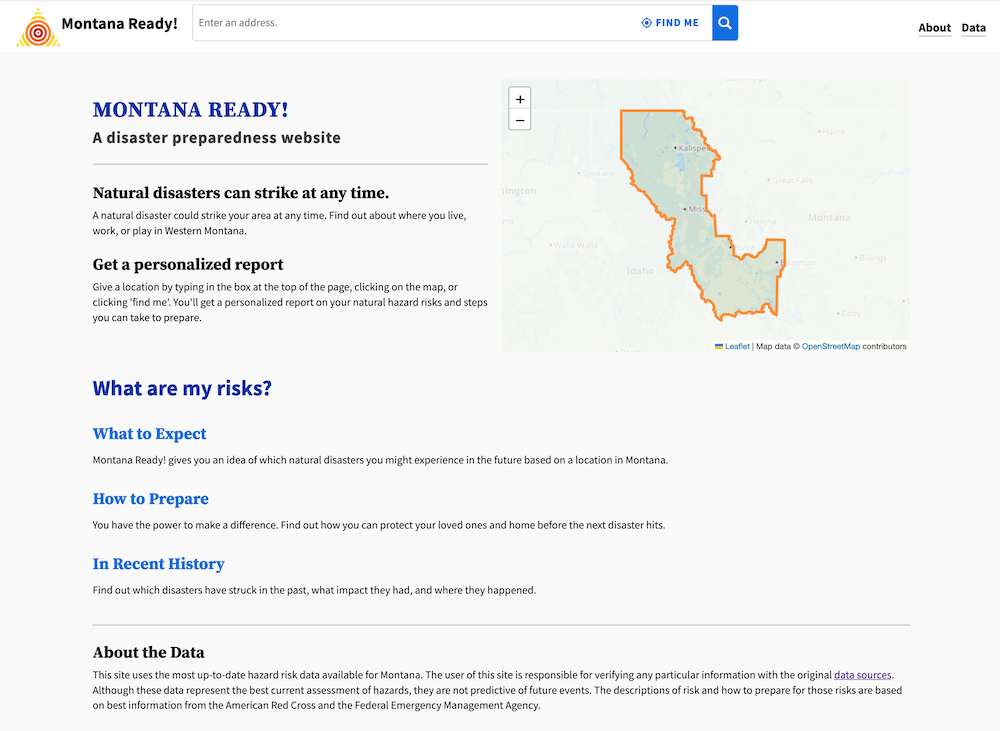 Montana Ready!
Enter an address.
FIND ME
About
Data
MONTANA READY!
A disaster preparedness website
Natural disasters can strike at any time.
A natural disaster could strike your area at any time. Find out about where you live,
work, or play in Western Montana.
Get a personalized report
Give a location by typing in the box at the top of the page, clicking on the map, or
clicking 'find me'. You'll get a personalized report on your natural hazard risks and steps
you can take to prepare.
+
−
Kalispe
Havre
Spokane
ington
Great Falls
Miss
Helena
Montana
Walla Walla
Butte
Billings
Idaho
Bozeman
Cody
Leaflet | Map data © OpenStreetMap contributors
What are my risks?
What to Expect
Montana Ready! gives you an idea of which natural disasters you might experience in the future based on a location in Montana.
How to Prepare
You have the power to make a difference. Find out how you can protect your loved ones and home before the next disaster hits.
In Recent History
Find out which disasters have struck in the past, what impact they had, and where they happened.
About the Data
This site uses the most up-to-date hazard risk data available for Montana. The user of this site is responsible for verifying any particular information with the original data sources.
Although these data represent the best current assessment of hazards, they are not predictive of future events. The descriptions of risk and how to prepare for those risks are based
on best information from the American Red Cross and the Federal Emergency Management Agency.